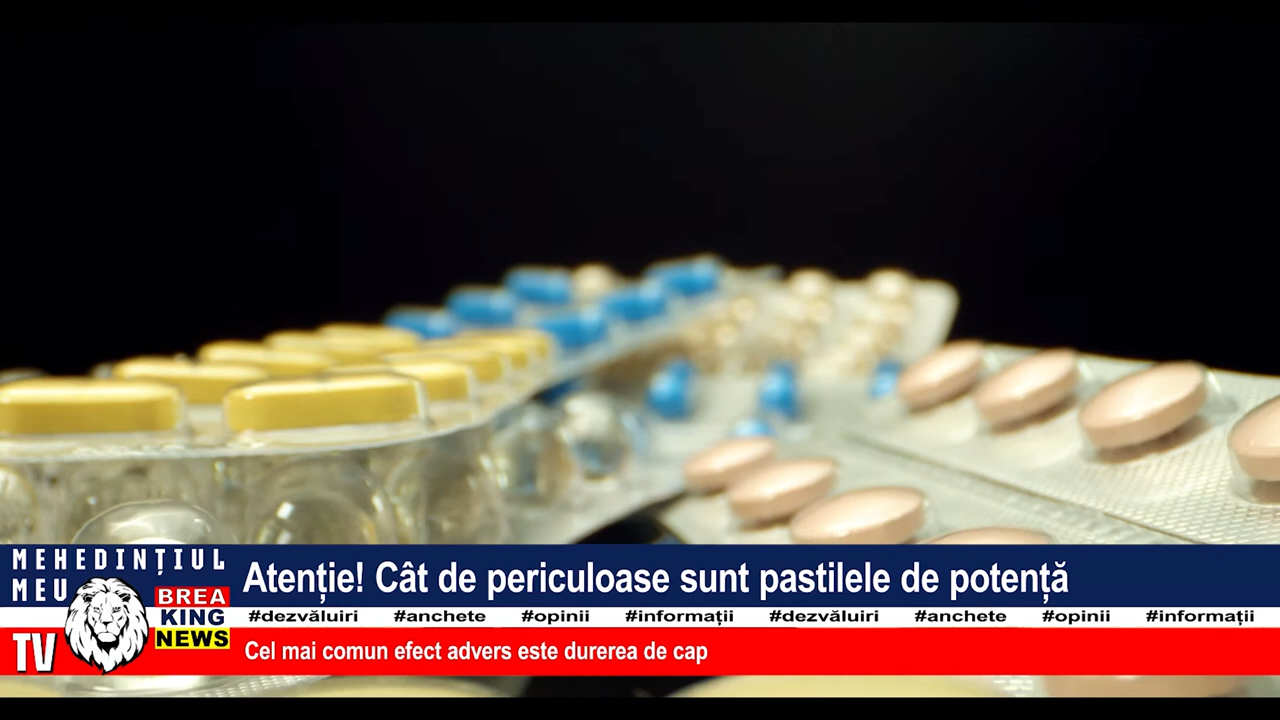 MEHEDINȚIUL
MEU
TV
BREA
KING
NEWS
Atenție! Cât de periculoase sunt pastilele de potență
#dezvăluiri #anchete #opinii #informații #dezvăluiri #anchete #opinii #informații
Cel mai comun efect advers este durerea de cap